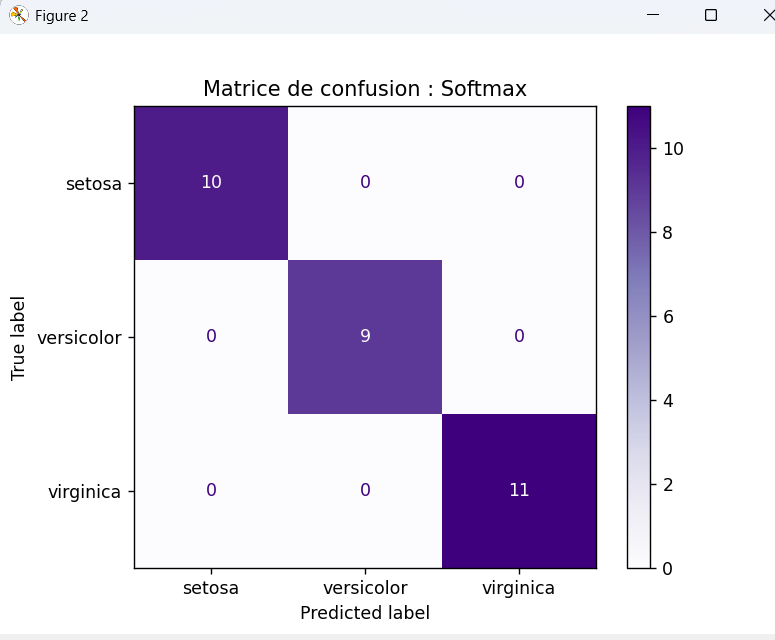 Figure 2
Matrice de confusion : Softmax
setosa
10 0 0
versicolor
0 9 0
virginica
0 0 11
setosa versicolor virginica
Predicted label
True label
10
8
6
4
2
0